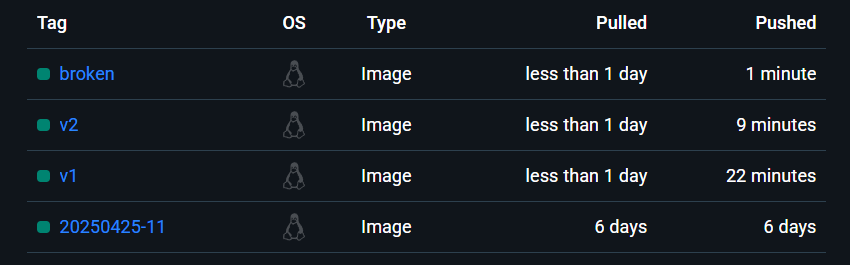 Tag OS Type Pulled Pushed
broken Image less than 1 day 1 minute
v2 Image less than 1 day 9 minutes
v1 Image less than 1 day 22 minutes
20250425-11 Image 6 days 6 days